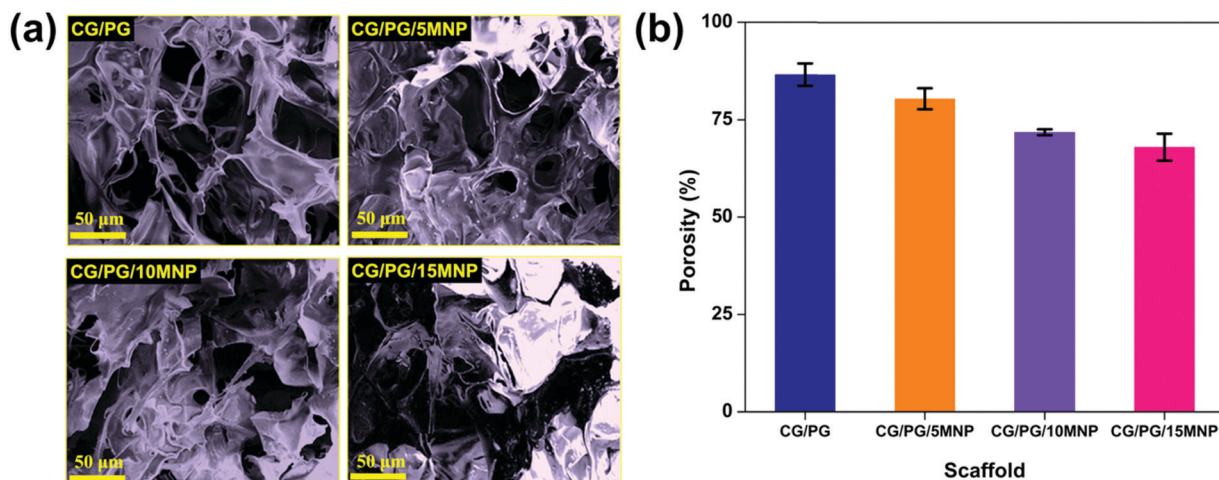 (a)
CG/PG
50 µm
CG/PG/5MNP
50 µm
CG/PG/10MNP
50 µm
CG/PG/15MNP
50 µm
(b)
Porosity (%)
100
75
50
25
0
CG/PG
CG/PG/5MNP
CG/PG/10MNP
CG/PG/15MNP
Scaffold